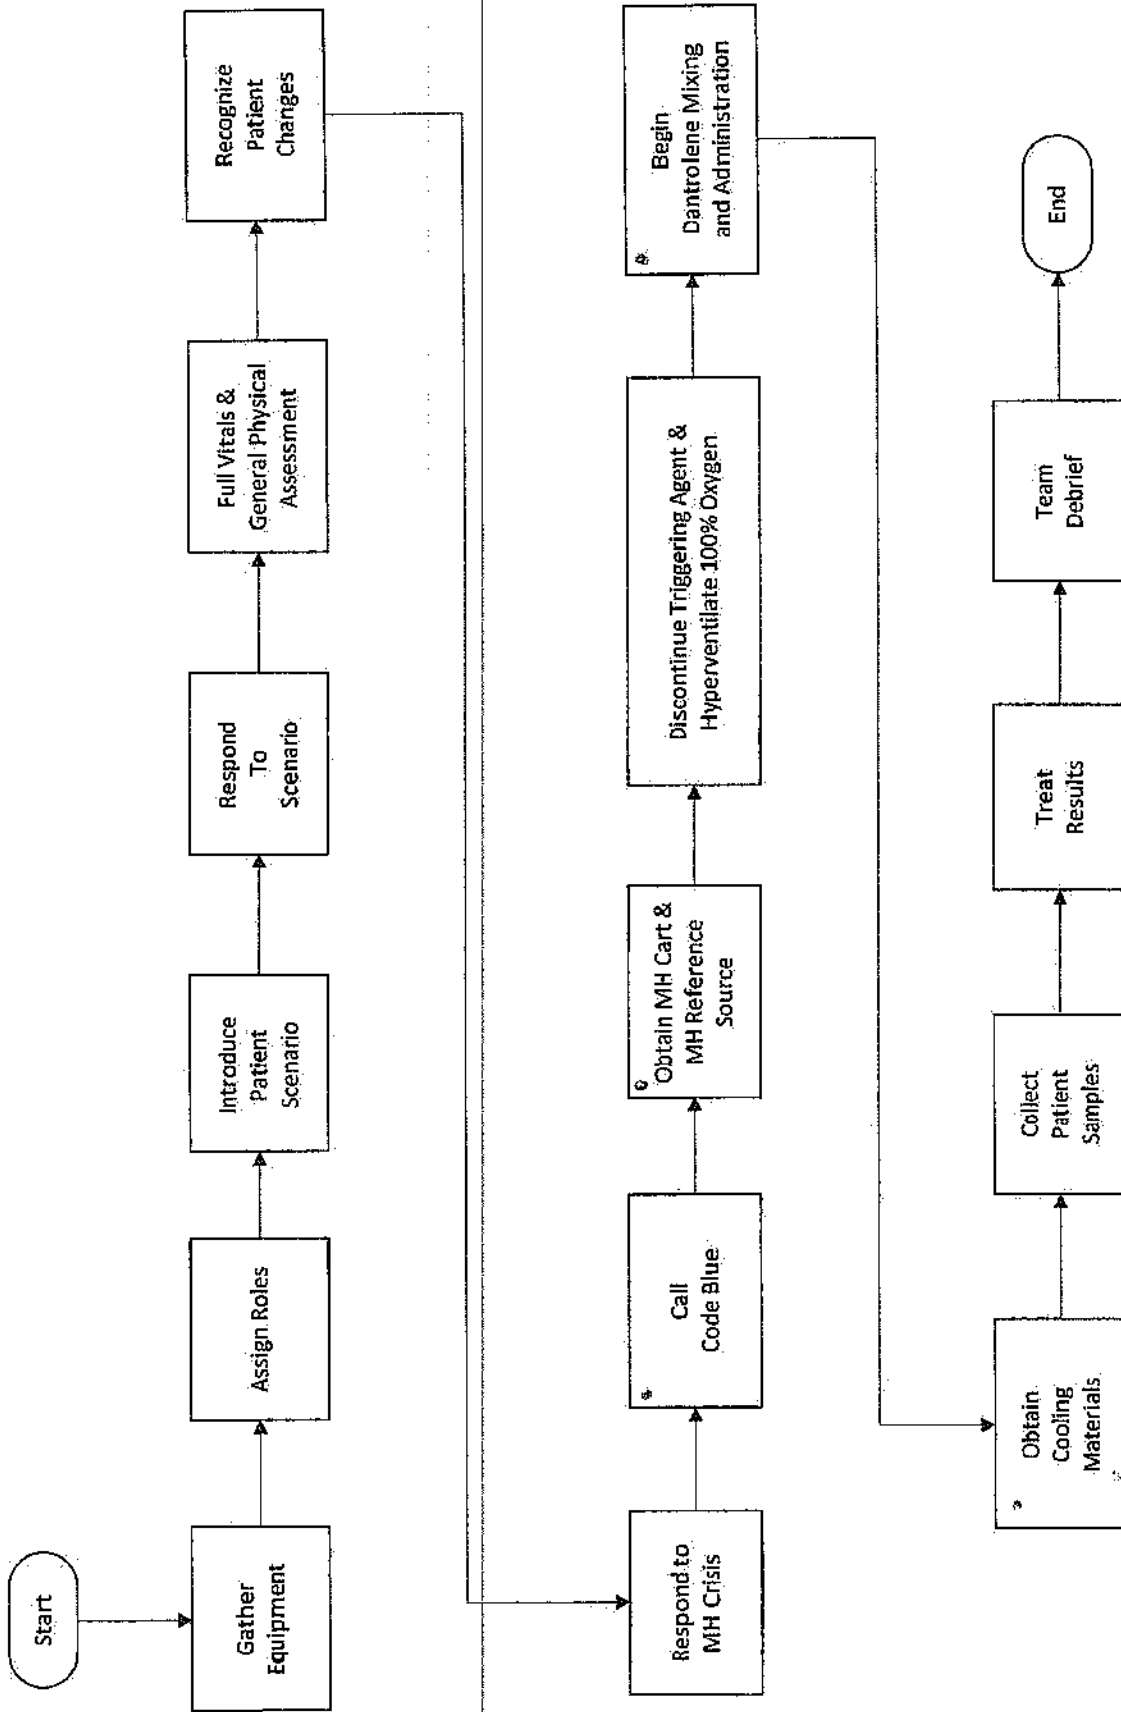 Start
Gather
Equipment
Assign Roles
Introduce
Patient
Scenario
Respond
To
Scenario
Full Vitals &
General Physical
Assessment
Recognize
Patient
Changes
Respond to
MH Crisis
Call
Code Blue
Obtain MH Cart &
MH Reference
Source
Discontinue Triggering Agent &
Hyperventilate 100% Oxygen
Begin
Dantrolene Mixing
and Administration
Obtain
Cooling
Materials
Collect
Patient
Samples
Treat
Results
Team
Debrief
End